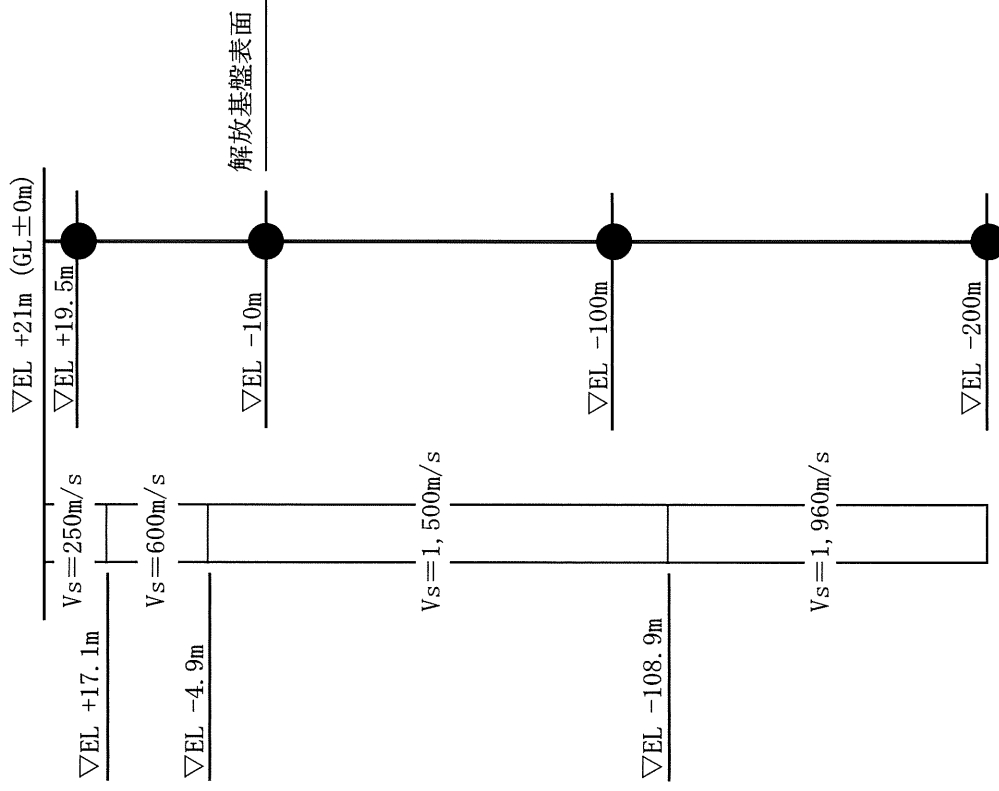 ▽EL +21m (GL±0m)
▽EL +19.5m
解放基盤表面
▽EL -10m
▽EL -100m
▽EL -200m
Vs=250m/s
Vs=600m/s
Vs=1,500m/s
Vs=1,960m/s
▽EL +17.1m
▽EL -4.9m
▽EL -108.9m